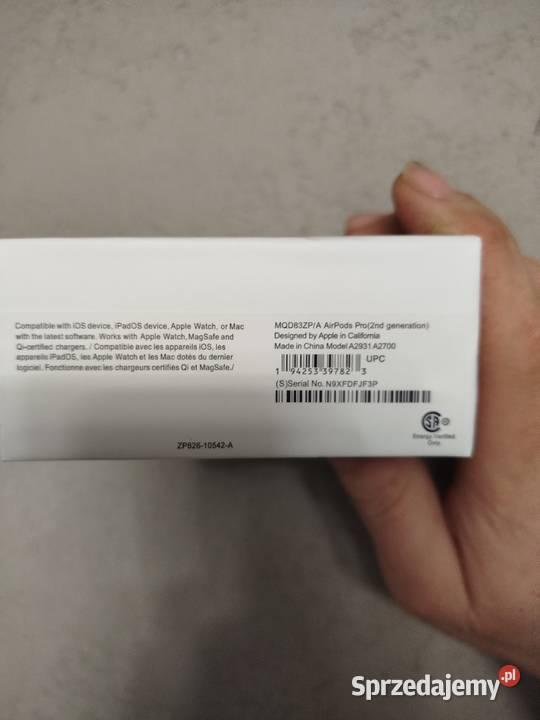 Compatible with iOS device, iPadOS device, Apple Watch, or Mac
with the latest software. Works with Apple Watch, MagSafe and
Qi-certified chargers. / Compatible avec les appareils iOS, les
appareils iPadOS, les Apple Watch et les Mac dotés du dernier
logiciel. Fonctionne avec les chargeurs certifiés Qi et MagSafe./
ZP826-10542-A
MQD83ZP/A AirPods Pro(2nd generation)
Designed by Apple in California
Made in China Model A2931 A2700
UPC
1 94253 39782 3
(S)Serial No. N9XFDFJF3P
SA
Energy Verified
Sprzedajemy.pl